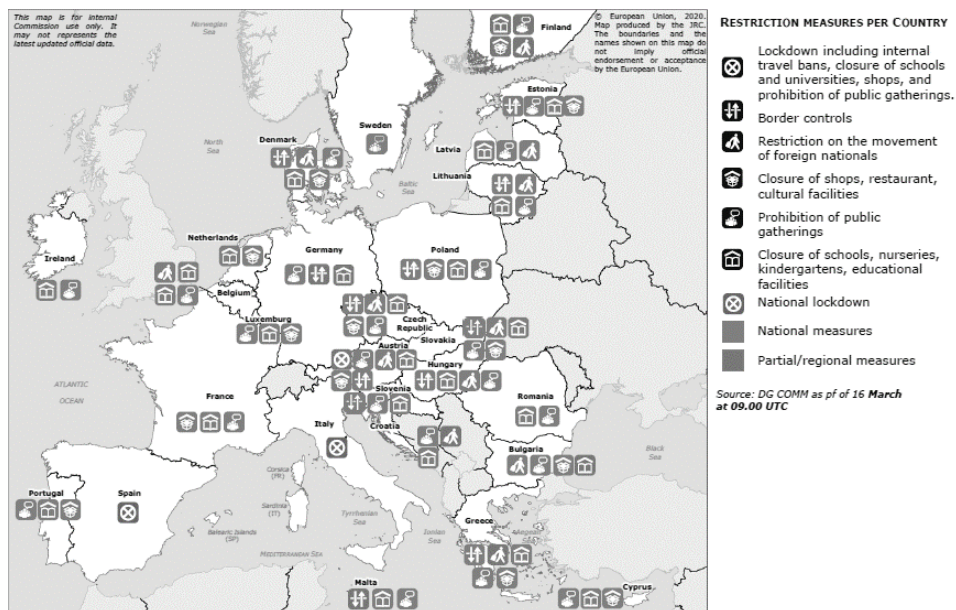 This map is for internal
Commission use only. It
may not represents the
latest updated official data.
© European Union, 2020.
Map produced by the JRC.
The boundaries and the
names shown on this map do
not imply official
endorsement or acceptance
by the European Union.
Norwegian
Sea
Finland
Estonia
Sweden
Denmark
North
Sea
Latvia
Lithuania
Baltic
Sea
Ireland
Netherlands
Germany
Poland
Belgium
Luxemburg
Czech
Republic
Slovakia
Austria
Hungary
ATLANTIC
OCEAN
France
Slovenia
Romania
Italy
Croatia
Bulgaria
Black
Sea
Corsica
(FR)
Portugal
Spain
Sardinia
(IT)
Tyrrhenian
Sea
Greece
Balearic Islands
(SP)
Ionian
Sea
Aegean
Sea
MEDITERRANEAN SEA
Malta
Cyprus
RESTRICTION MEASURES PER COUNTRY
Lockdown including internal
travel bans, closure of schools
and universities, shops, and
prohibition of public gatherings.
Border controls
Restriction on the movement
of foreign nationals
Closure of shops, restaurant,
cultural facilities
Prohibition of public
gatherings
Closure of schools, nurseries,
kindergartens, educational
facilities
National lockdown
National measures
Partial/regional measures
Source: DG COMM as pf of 16 March
at 09.00 UTC